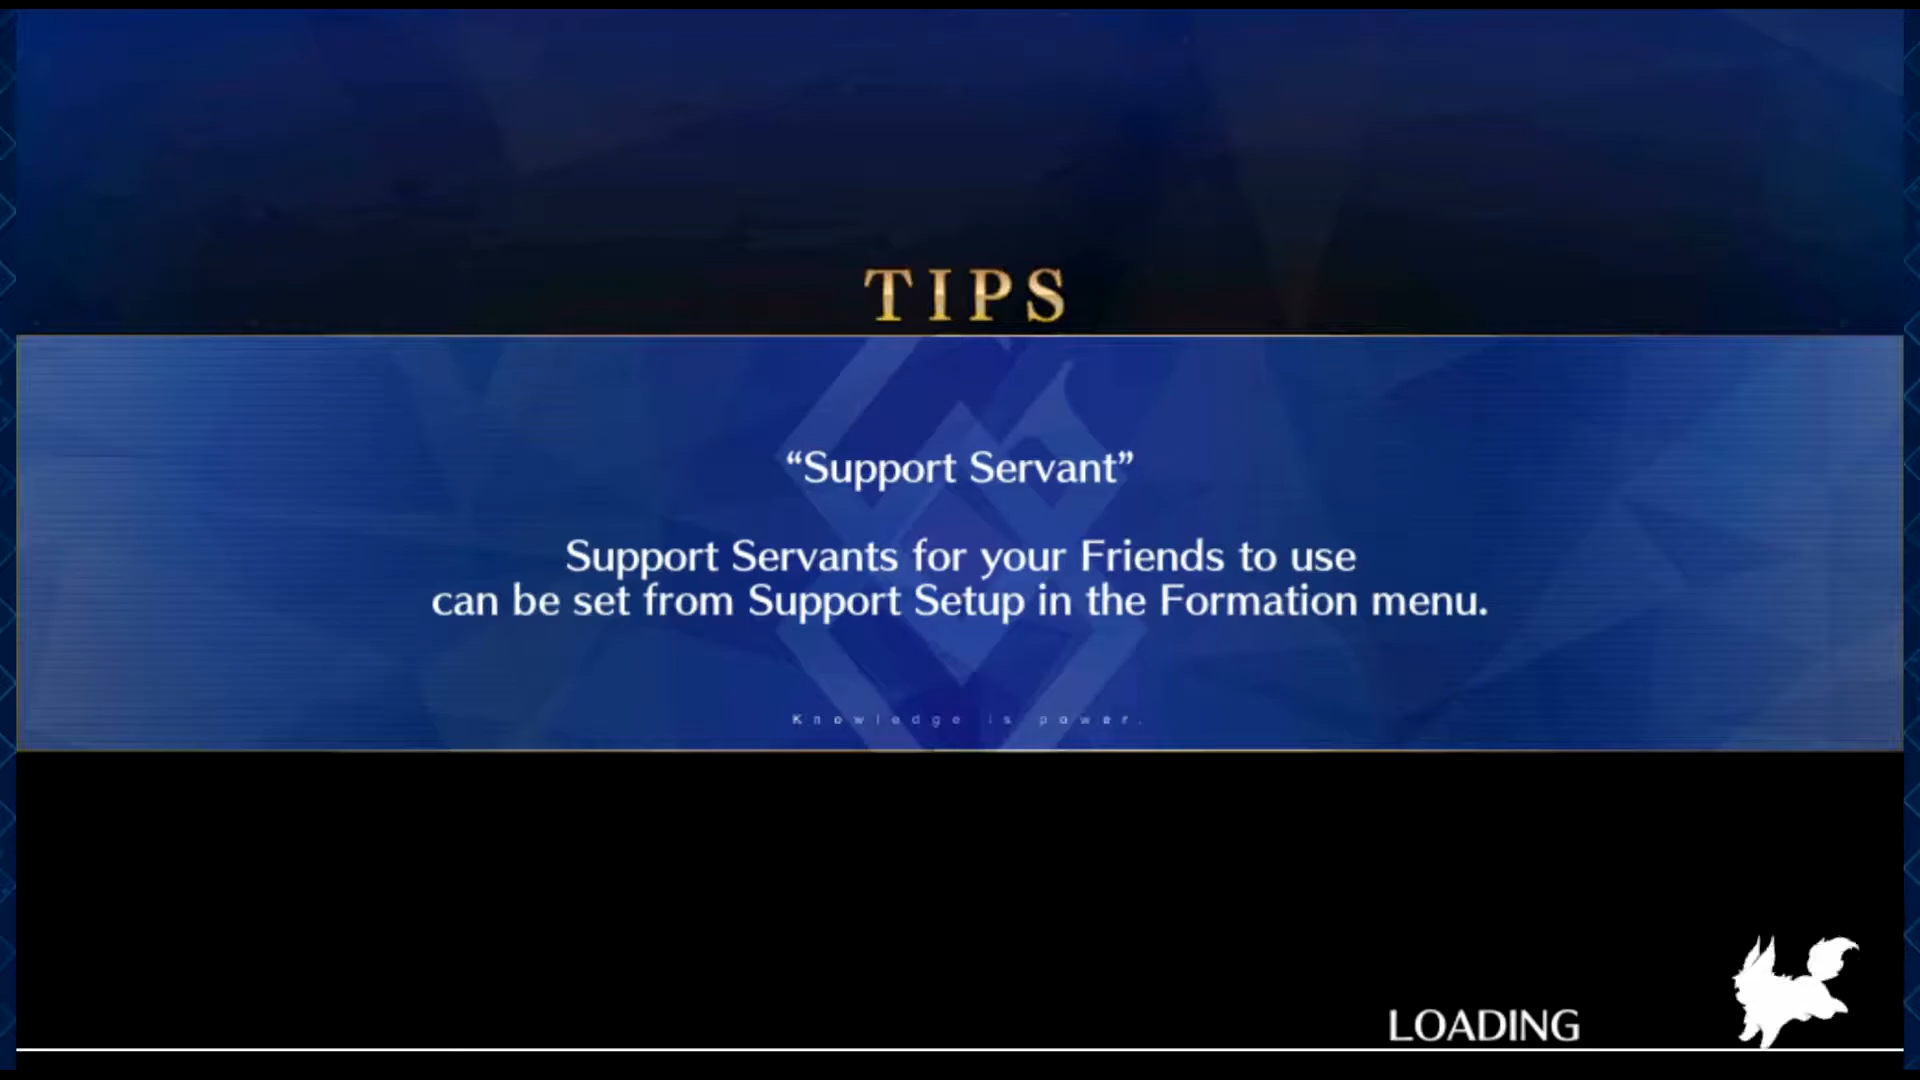 TIPS
“Support Servant”
Support Servants for your Friends to use
can be set from Support Setup in the Formation menu.
Knowledge is power.
LOADING